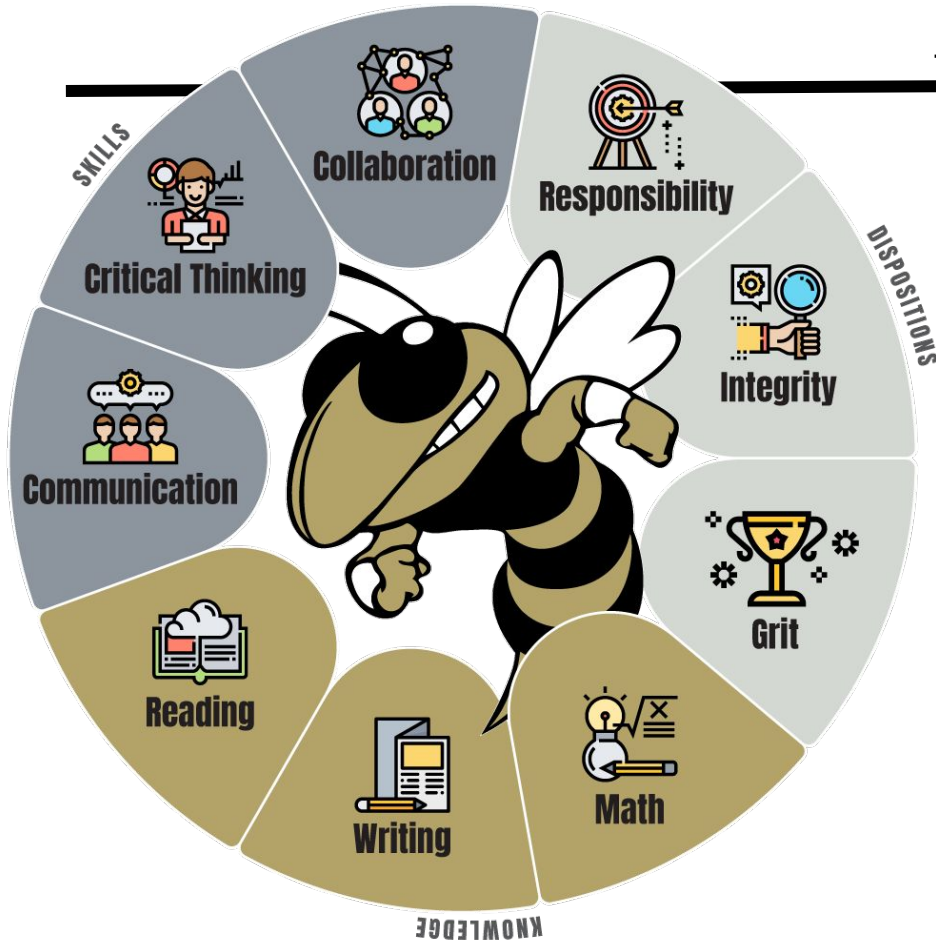 SKILLS
Collaboration
Responsibility
Critical Thinking
DISPOSITIONS
Integrity
Communication
Grit
Reading
Math
Writing
KNOWLEDGE